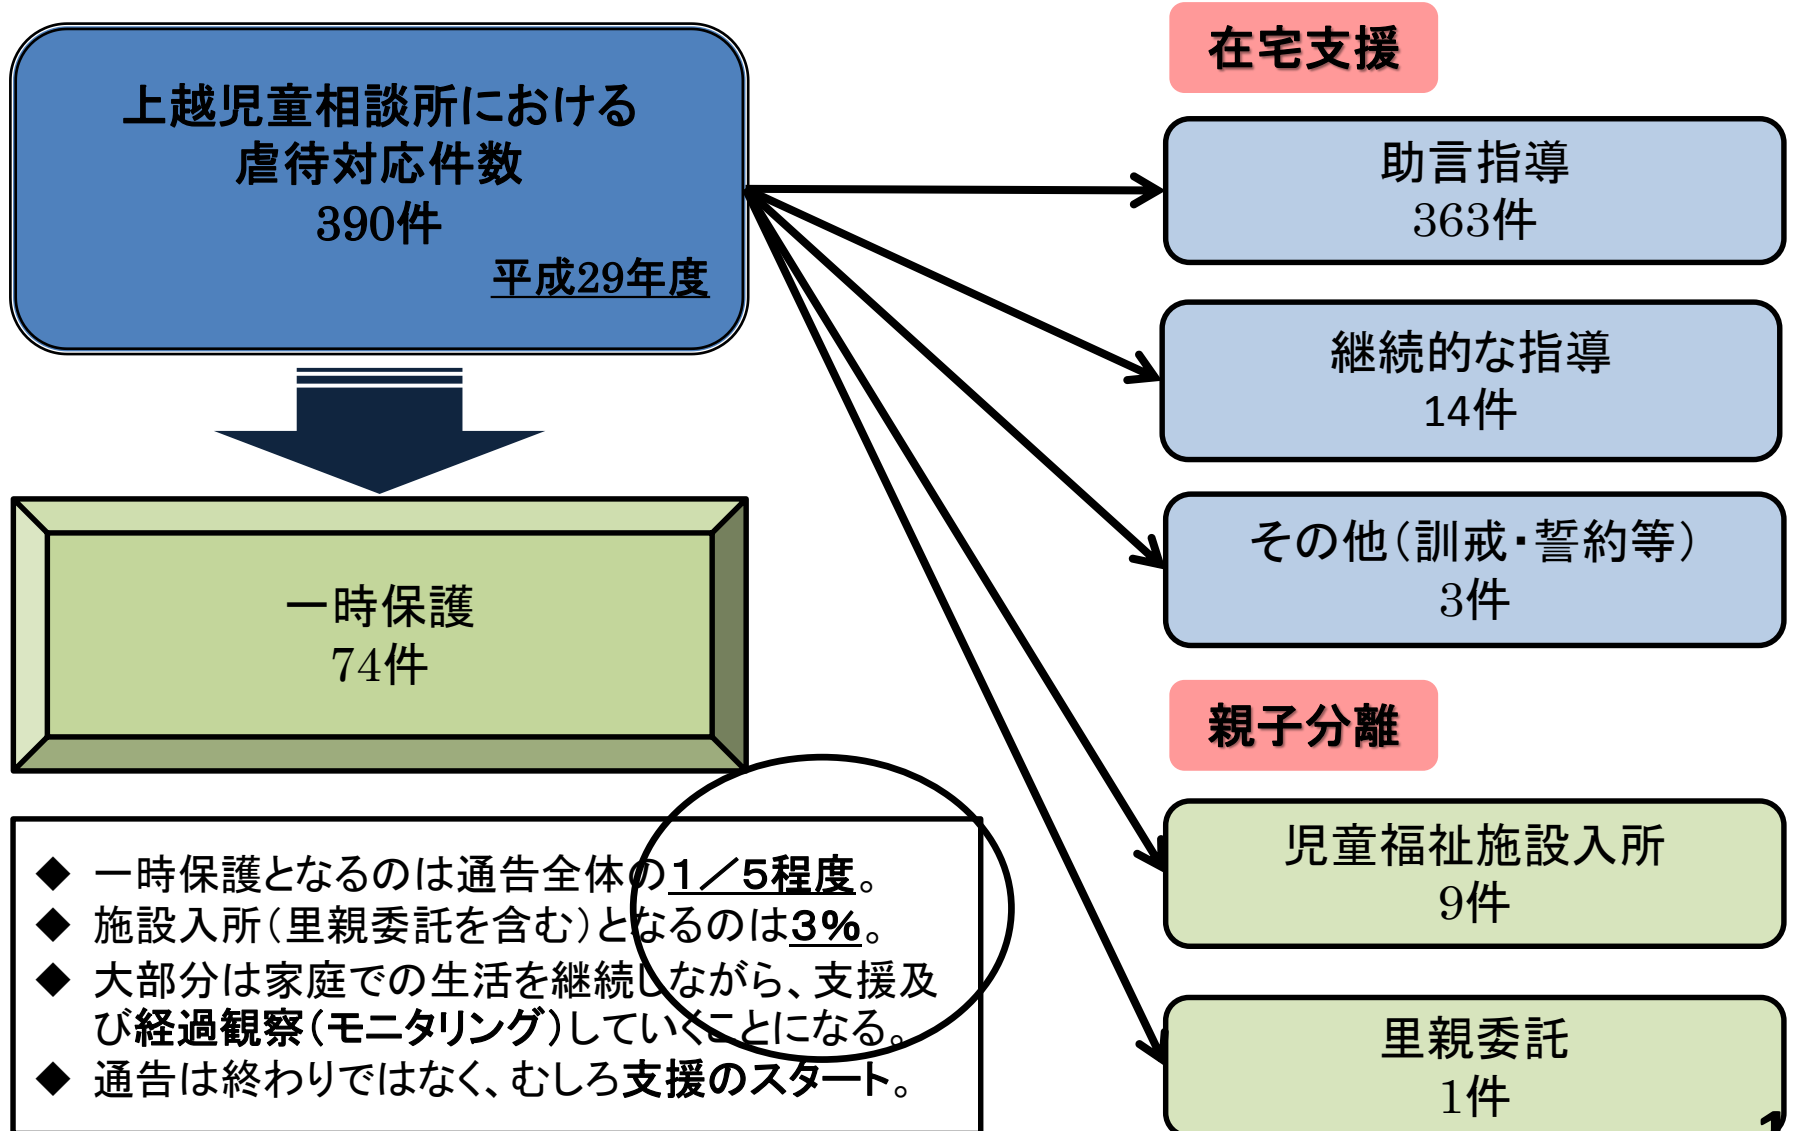 上越児童相談所における
虐待対応件数
390件
平成29年度
一時保護
74件
◆ 一時保護となるのは通告全体の１／５程度。
◆ 施設入所（里親委託を含む）となるのは３％。
◆ 大部分は家庭での生活を継続しながら、支援及
び経過観察（モニタリング）していくことになる。
◆ 通告は終わりではなく、むしろ支援のスタート。
在宅支援
助言指導
363件
継続的な指導
14件
その他（訓戒・誓約等）
3件
親子分離
児童福祉施設入所
9件
里親委託
1件